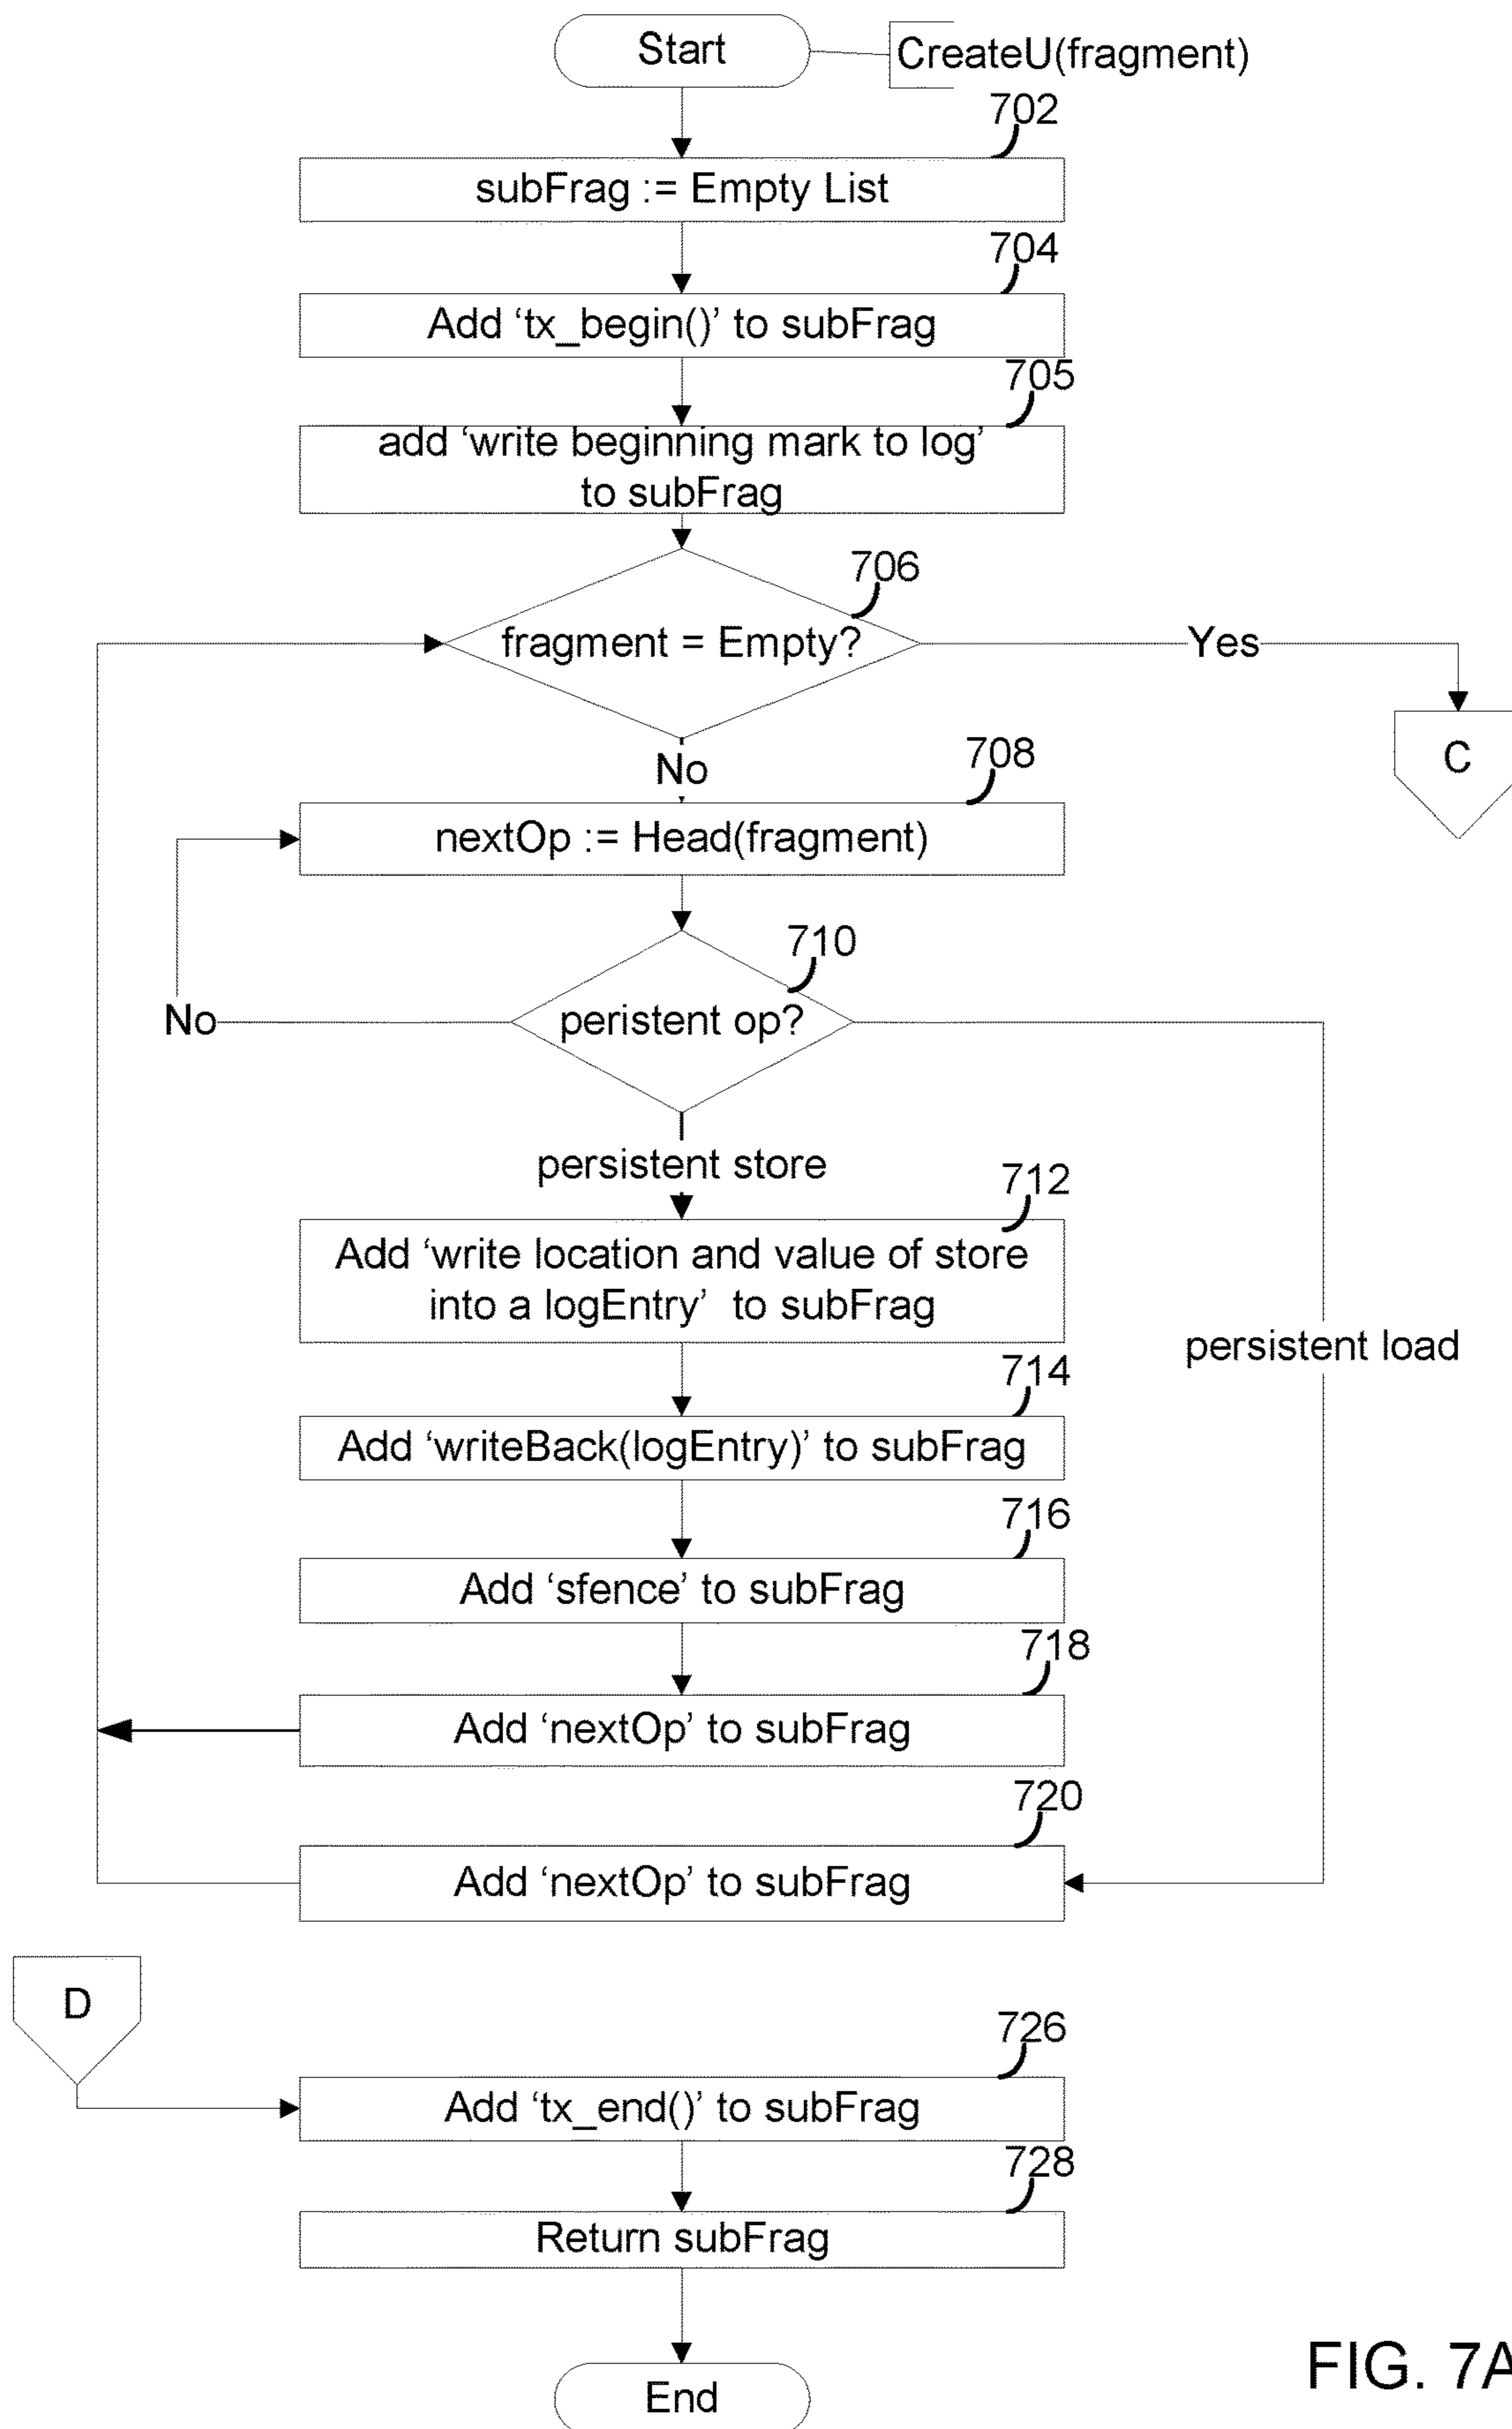 Start
CreateU(fragment)
702
subFrag := Empty List
704
Add ‘tx_begin()’ to subFrag
705
add ‘write beginning mark to log’
to subFrag
706
fragment = Empty?
Yes
C
No
708
nextOp := Head(fragment)
710
peristent op?
No
persistent store
712
Add ‘write location and value of store
into a logEntry’ to subFrag
persistent load
714
Add ‘writeBack(logEntry)’ to subFrag
716
Add ‘sfence’ to subFrag
718
Add ‘nextOp’ to subFrag
720
Add ‘nextOp’ to subFrag
D
726
Add ‘tx_end()’ to subFrag
728
Return subFrag
End
FIG. 7A